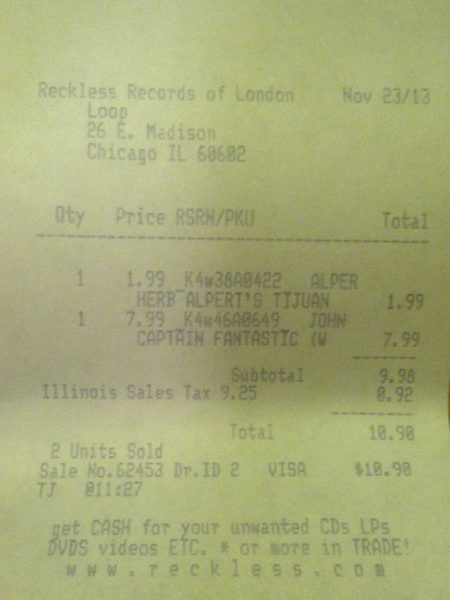 Reckless Records of London Nov 23/13
Loop
26 E. Madison
Chicago IL 60602
Qty Price RSRN/PKU Total
1 1.99 K4w38A0422 ALPER
HERB ALPERT'S TIJUAN 1.99
1 7.99 K4w46A0649 JOHN
CAPTAIN FANTASTIC (W 7.99
Subtotal 9.98
Illinois Sales Tax 9.25 0.92
Total 10.90
2 Units Sold
Sale No.62453 Dr.ID 2 VISA $10.90
TJ @11:27
get CASH for your unwanted CDs LPs
DVDS videos ETC. * or more in TRADE!
www.reckless.com